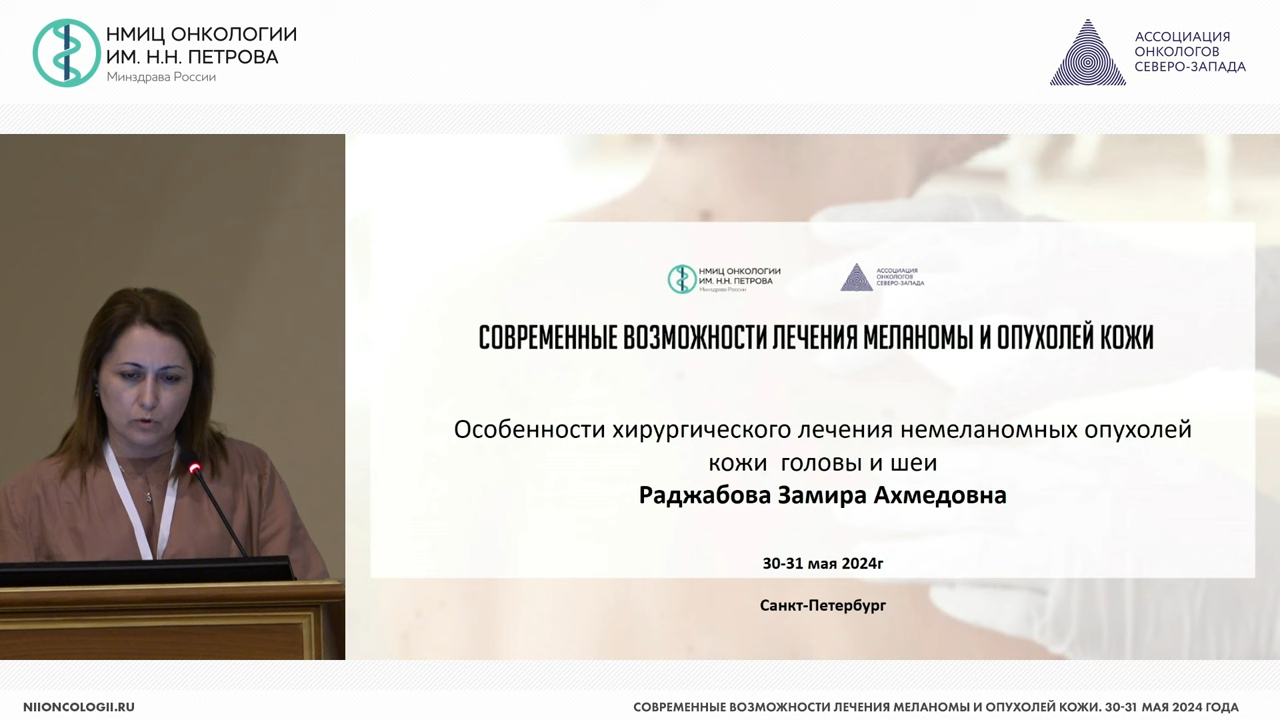 НМИЦ ОНКОЛОГИИ
ИМ. Н.Н. ПЕТРОВА
Минздрава России
АССОЦИАЦИЯ
ОНКОЛОГОВ
СЕВЕРО-ЗАПАДА
НМИЦ ОНКОЛОГИИ
ИМ. Н.Н. ПЕТРОВА
Минздрава России
АССОЦИАЦИЯ
ОНКОЛОГОВ
СЕВЕРО-ЗАПАДА
СОВРЕМЕННЫЕ ВОЗМОЖНОСТИ ЛЕЧЕНИЯ МЕЛАНОМЫ И ОПУХОЛЕЙ КОЖИ
Особенности хирургического лечения немеланомных опухолей
кожи головы и шеи
Раджабова Замира Ахмедовна
30-31 мая 2024г
Санкт-Петербург
NIIONCOLOGII.RU
СОВРЕМЕННЫЕ ВОЗМОЖНОСТИ ЛЕЧЕНИЯ МЕЛАНОМЫ И ОПУХОЛЕЙ КОЖИ. 30-31 МАЯ 2024 ГОДА